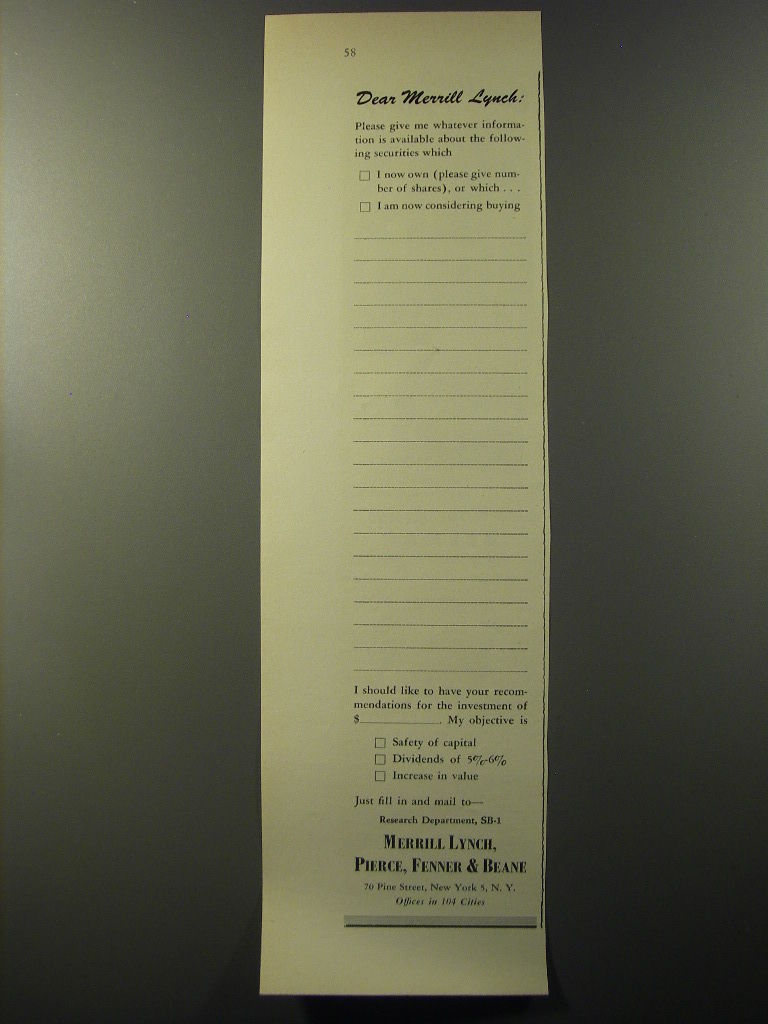 58
Dear Merrill Lynch:
Please give me whatever informa-
tion is available about the follow-
ing securities which
I now own (please give num-
ber of shares), or which . . .
I am now considering buying
I should like to have your recom-
mendations for the investment of
$____________. My objective is
Safety of capital
Dividends of 5%-6%
Increase in value
Just fill in and mail to—
Research Department, SB-1
MERRILL LYNCH,
PIERCE, FENNER & BEANE
70 Pine Street, New York 5, N. Y.
Offices in 104 Cities